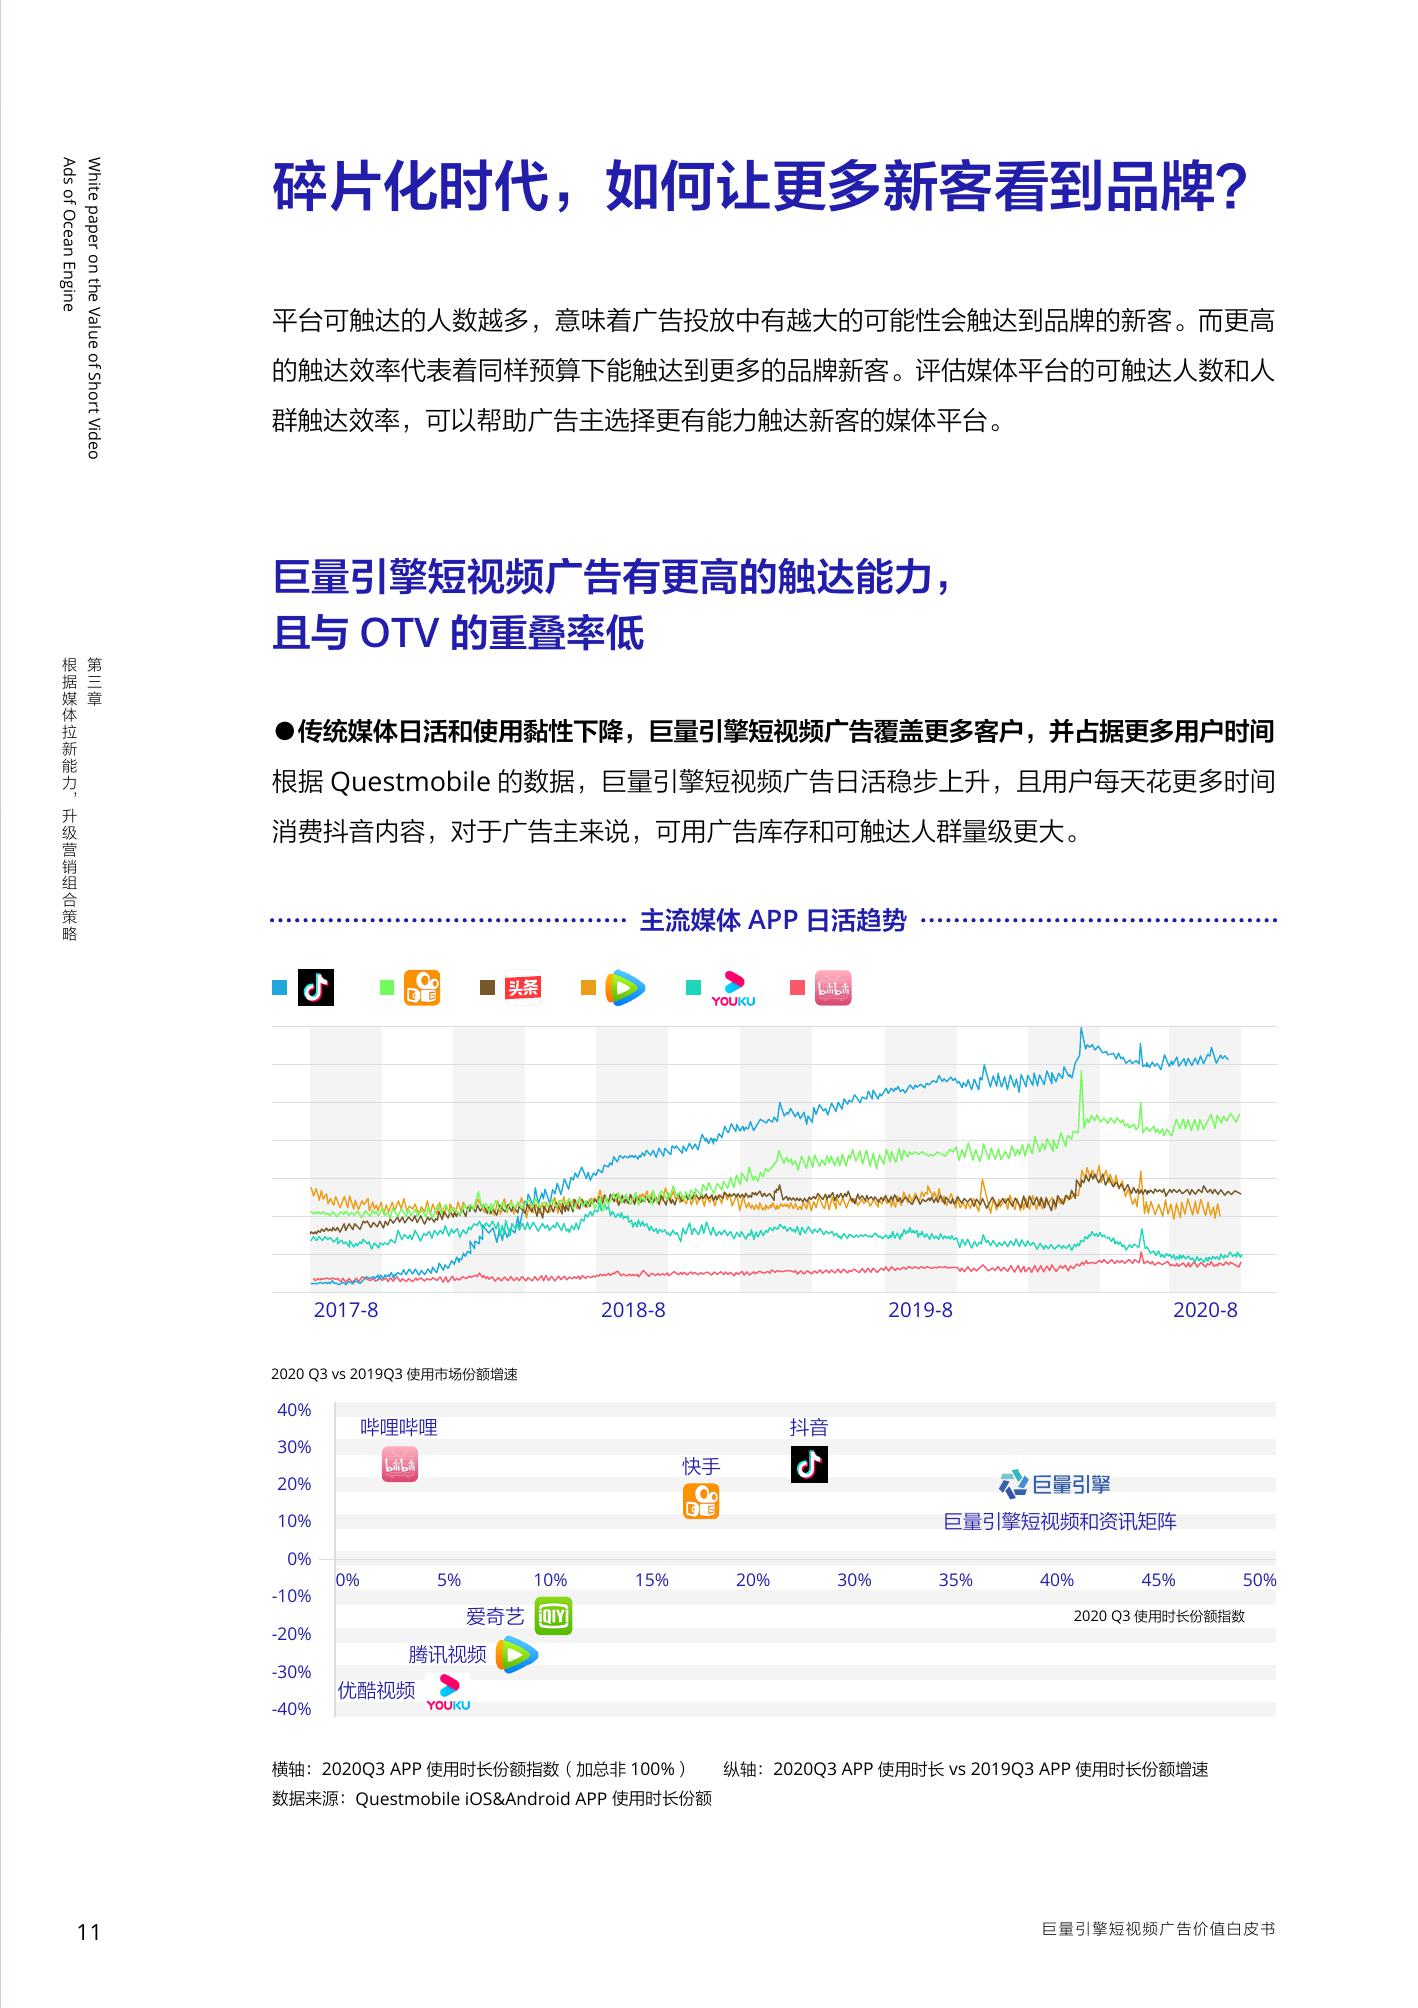 White paper on the Value of Short Video
Ads of Ocean Engine
第三章
根据媒体拉新能力，升级营销组合策略
碎片化时代，如何让更多新客看到品牌?
平台可触达的人数越多，意味着广告投放中有越大的可能性会触达到品牌的新客。而更高
的触达效率代表着同样预算下能触达到更多的品牌新客。评估媒体平台的可触达人数和人
群触达效率，可以帮助广告主选择更有能力触达新客的媒体平台。
巨量引擎短视频广告有更高的触达能力，
且与 OTV 的重叠率低
●传统媒体日活和使用黏性下降，巨量引擎短视频广告覆盖更多客户，并占据更多用户时间
根据 Questmobile 的数据，巨量引擎短视频广告日活稳步上升，且用户每天花更多时间
消费抖音内容，对于广告主来说，可用广告库存和可触达人群量级更大。
主流媒体 APP 日活趋势
头条
YOUKU
bilibili
2017-8 2018-8 2019-8 2020-8
2020 Q3 vs 2019Q3 使用市场份额增速
40%
哔哩哔哩 抖音
30%
bilibili
快手
20%
巨量引擎
10%
巨量引擎短视频和资讯矩阵
0%
0% 5% 10% 15% 20% 25% 30% 35% 40% 45% 50%
-10%
爱奇艺 iQIYI
2020 Q3 使用时长份额指数
-20%
腾讯视频
-30%
优酷视频 YOUKU
-40%
横轴：2020Q3 APP 使用时长份额指数（加总非 100%） 纵轴：2020Q3 APP 使用时长 vs 2019Q3 APP 使用时长份额增速
数据来源：Questmobile iOS&Android APP 使用时长份额
11
巨量引擎短视频广告价值白皮书